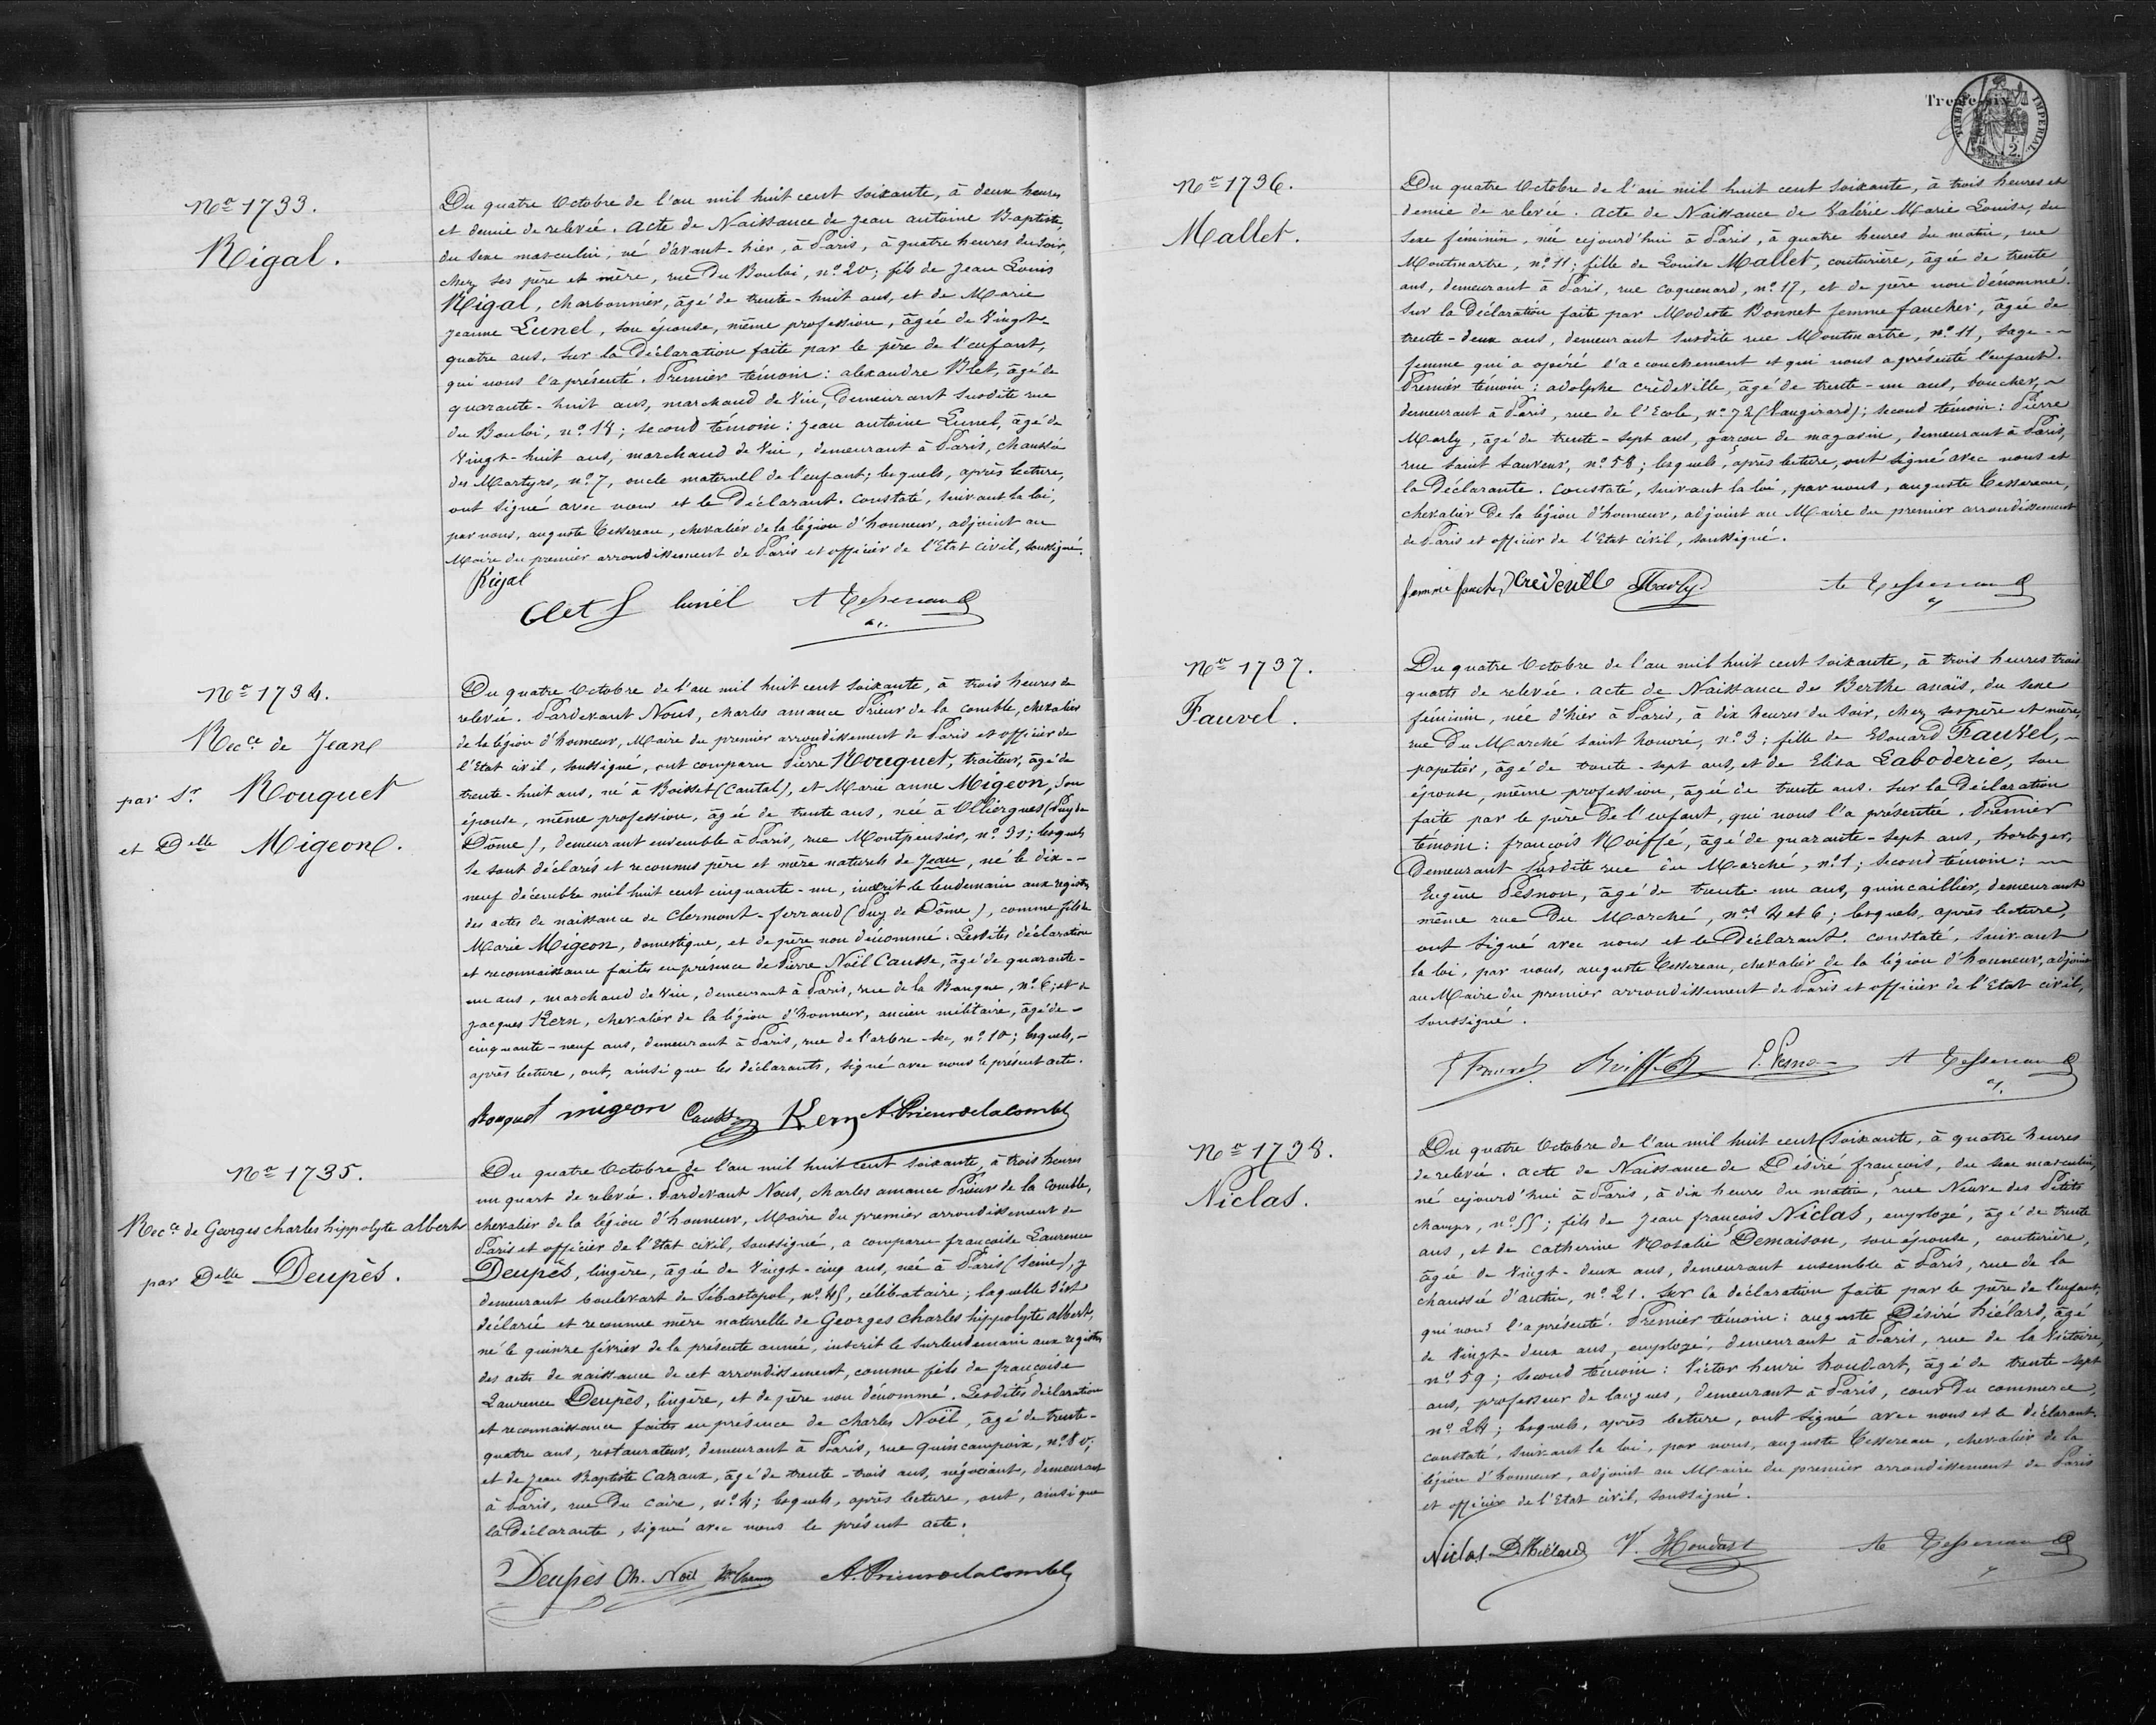 No 1733.
Rigal.
Du quatre Octobre de l'an mil huit cent soixante, à deux heures
et demie de relevée. acte de Naissance de Jean antoine Baptiste,
du sexe masculin, né d'avant-hier, à Paris, à quatre heures du soir,
chez ses père et mère, rue Du Bouloi, no 20; fils de Jean Louis
Rigal, charbonnier, âgé de trente-huit ans, et de Marie
Jeanne Lunel, son épouse, même profession, âgée de Vingt-
quatre ans. Sur la Déclaration faite par le père de l'enfant,
qui nous l'a présenté. Premier témoin: alexandre Blet, âgé de
quarante-huit ans, marchand de Vin, Demeurant susdite rue
du Bouloi, no 18; second témoin: Jean antoine Lunel, âgé de
Vingt-huit ans, marchand de Vin, demeurant à Paris, chaussée
des Martyrs, no 7, oncle maternel de l'enfant; lesquels, après lecture,
ont signé avec nous et le Déclarant. constaté, suivant la loi,
par nous, auguste Tessereau, chevalier de la légion d'honneur, adjoint au
Maire du premier arrondissement de Paris et officier de l'Etat civil, soussigné.
Rigal
Blet lunel A Tessereau
No 1734.
Recce de Jean
par Sr Rouquet
et Delle Migeon.
Du quatre Octobre de l'an mil huit cent soixante, à trois heures de
relevée. Pardevant Nous, charles amance Prieur de la Comble, chevalier
de la légion d'honneur, Maire du premier arrondissement de Paris et officier de
l'Etat civil, soussigné, ont comparu Pierre Rouquet, traiteur, âgé de
trente-huit ans, né à Boisset (Cantal), et Marie anne Migeon, son
épouse, même profession, âgée de trente ans, née à Olliergues (Puy de
Dôme), demeurant ensemble à Paris, rue Montpensier, no 31; lesquels
se sont déclarés et reconnus père et mère naturels de Jean, né le dix-
neuf décembre mil huit cent cinquante-un, inscrit le lendemain aux registres
des actes de naissance de Clermont-ferrand (Puy de Dôme), comme fils de
Marie Migeon, domestique, et de père non dénommé. Lesdites déclaration
et reconnaissance faites en présence de Pierre Noël Causse, âgé de quarante-
un ans, marchand de Vin, demeurant à Paris, rue de la Banque, no 6; et de
Jacques Kern, chevalier de la légion d'honneur, ancien militaire, âgé de
cinquante-neuf ans, demeurant à Paris, rue de l'arbre-sec, no 10; lesquels,
après lecture, ont, ainsi que les déclarants, signé avec nous le présent acte.
Rouquet migeon Causse Kern A. Prieur de la comble
No 1735.
Recce de Georges charles hippolyte albert
par Delle Deupès.
Du quatre Octobre de l'an mil huit cent soixante, à trois heures
un quart de relevée. Pardevant Nous, charles amance Prieur de la Comble,
chevalier de la légion d'honneur, Maire du premier arrondissement de
Paris et officier de l'Etat civil, soussigné, a comparu françoise Laurence
Deupès, lingère, âgée de Vingt-cinq ans, née à Paris (Seine), y
demeurant boulevart de Sébastopol, no 45, célibataire; laquelle s'est
déclarée et reconnue mère naturelle de Georges charles hippolyte albert,
né le quinze février de la présente année, inscrit le surlendemain aux registres
des actes de naissance de cet arrondissement, comme fils de françoise
Laurence Deupès, lingère, et de père non dénommé. Lesdites déclaration
et reconnaissance faites en présence de charles Noël, âgé de trente-
quatre ans, restaurateur, demeurant à Paris, rue quincampoix, no 80;
et de Jean Baptiste Cazaux, âgé de trente-trois ans, négociant, demeurant
à Paris, rue Du Caire, no 4; lesquels, après lecture, ont, ainsi que
la Déclarante, signé avec nous le présent acte.
Deupès Ch. Noël A. Prieur de la comble
Trente-six
TIMBRE IMPERIAL
SEINE
No 1736.
Mallet.
Du quatre Octobre de l'an mil huit cent soixante, à trois heures et
demie de relevée. acte de Naissance de Valérie Marie Louise, du
sexe féminin, née cejourd'hui à Paris, à quatre heures du matin, rue
Montmartre, no 11; fille de Louise Mallet, couturière, âgée de trente
ans, demeurant à Paris, rue coquenard, no 17, et de père non dénommé.
Sur la Déclaration faite par Modeste Bonnet femme faucher, âgée de
trente-deux ans, demeurant susdite rue Montmartre, no 11, sage-
femme qui a opéré l'accouchement et qui nous a présenté l'enfant.
Premier témoin: adolphe Crèdeville, âgé de trente-un ans, boucher,
demeurant à Paris, rue de l'Ecole, no 72 (Vaugirard); second témoin: Pierre
Marly, âgé de trente-sept ans, garçon de magasin, demeurant à Paris,
rue saint Sauveur, no 58; lesquels, après lecture, ont signé avec nous et
la Déclarante. Constaté, suivant la loi, par nous, auguste Tessereau,
chevalier De la légion d'honneur, adjoint au Maire du premier arrondissement
de Paris et officier de l'Etat civil, soussigné.
femme faucher Crèdeville Marly A Tessereau
No 1737.
Fauvel.
Du quatre Octobre de l'an mil huit cent soixante, à trois heures trois
quarts de relevée. acte de Naissance de Berthe anaïs, du sexe
féminin, née d'hier à Paris, à dix heures du soir, chez ses père et mère,
rue Du Marché Saint honoré, no 3; fille de Edouard Fauvel,
papetier, âgé de trente-sept ans, et de Elisa Laboderie, son
épouse, même profession, âgée de trente ans. Sur la Déclaration
faite par le père De l'enfant, qui nous l'a présentée. Premier
témoin: françois Roiffé, âgé de quarante-sept ans, horloger,
Demeurant susdite rue du Marché, no 1; second témoin:
Eugène Pesnon, âgé de trente-un ans, quincaillier, demeurant
même rue Du Marché, nos 4 et 6; lesquels, après lecture,
ont signé avec nous et le Déclarant. constaté, suivant
la loi, par nous, auguste Tessereau, chevalier de la légion d'honneur, adjoint
au Maire du premier arrondissement de Paris et officier de l'Etat civil,
soussigné.
E Fauvel Roiffé E. Pesnon A Tessereau
No 1738.
Niclas.
Du quatre Octobre de l'an mil huit cent soixante, à quatre heures
de relevée. acte de Naissance de Désiré françois, du sexe masculin,
né cejourd'hui à Paris, à dix heures du matin, rue Neuve des Petits
champs, no 55; fils de Jean françois Niclas, employé, âgé de trente
ans, et de Catherine Rosalie Demaison, son épouse, couturière,
âgée de Vingt-deux ans, demeurant ensemble à Paris, rue de la
chaussée d'antin, no 21. Sur la déclaration faite par le père de l'enfant,
qui nous l'a présenté. Premier témoin: auguste Désiré hiélard, âgé
de Vingt-deux ans, employé, demeurant à Paris, rue de la Victoire,
no 59; second témoin: Victor henri houdart, âgé de trente-sept
ans, professeur de langues, demeurant à Paris, cour Du commerce,
no 24; lesquels, après lecture, ont signé avec nous et le déclarant.
constaté, suivant la loi, par nous, auguste Tessereau, chevalier de la
légion d'honneur, adjoint au Maire du premier arrondissement de Paris
et officier de l'Etat civil, soussigné.
Niclas D. Hiélard V. Houdart A Tessereau